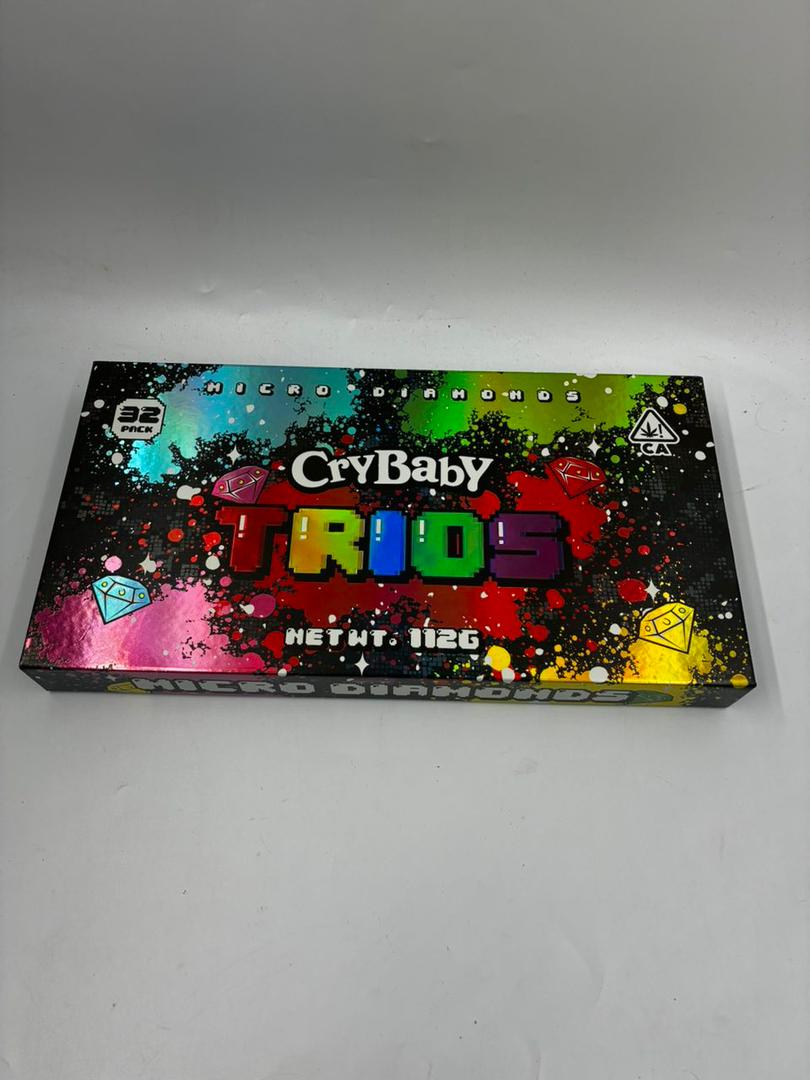 MICRO DIAMONDS
32
PACK
CA
CryBaby
TRIOS
NET WT. 112G
MICRO DIAMONDS